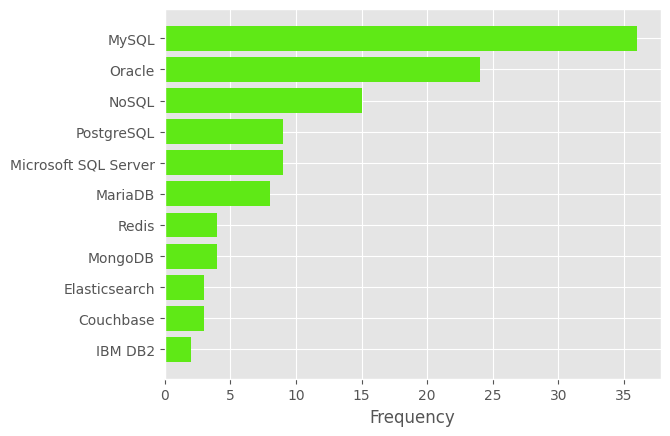 MySQL
Oracle
NoSQL
PostgreSQL
Microsoft SQL Server
MariaDB
Redis
MongoDB
Elasticsearch
Couchbase
IBM DB2
0 5 10 15 20 25 30 35
Frequency